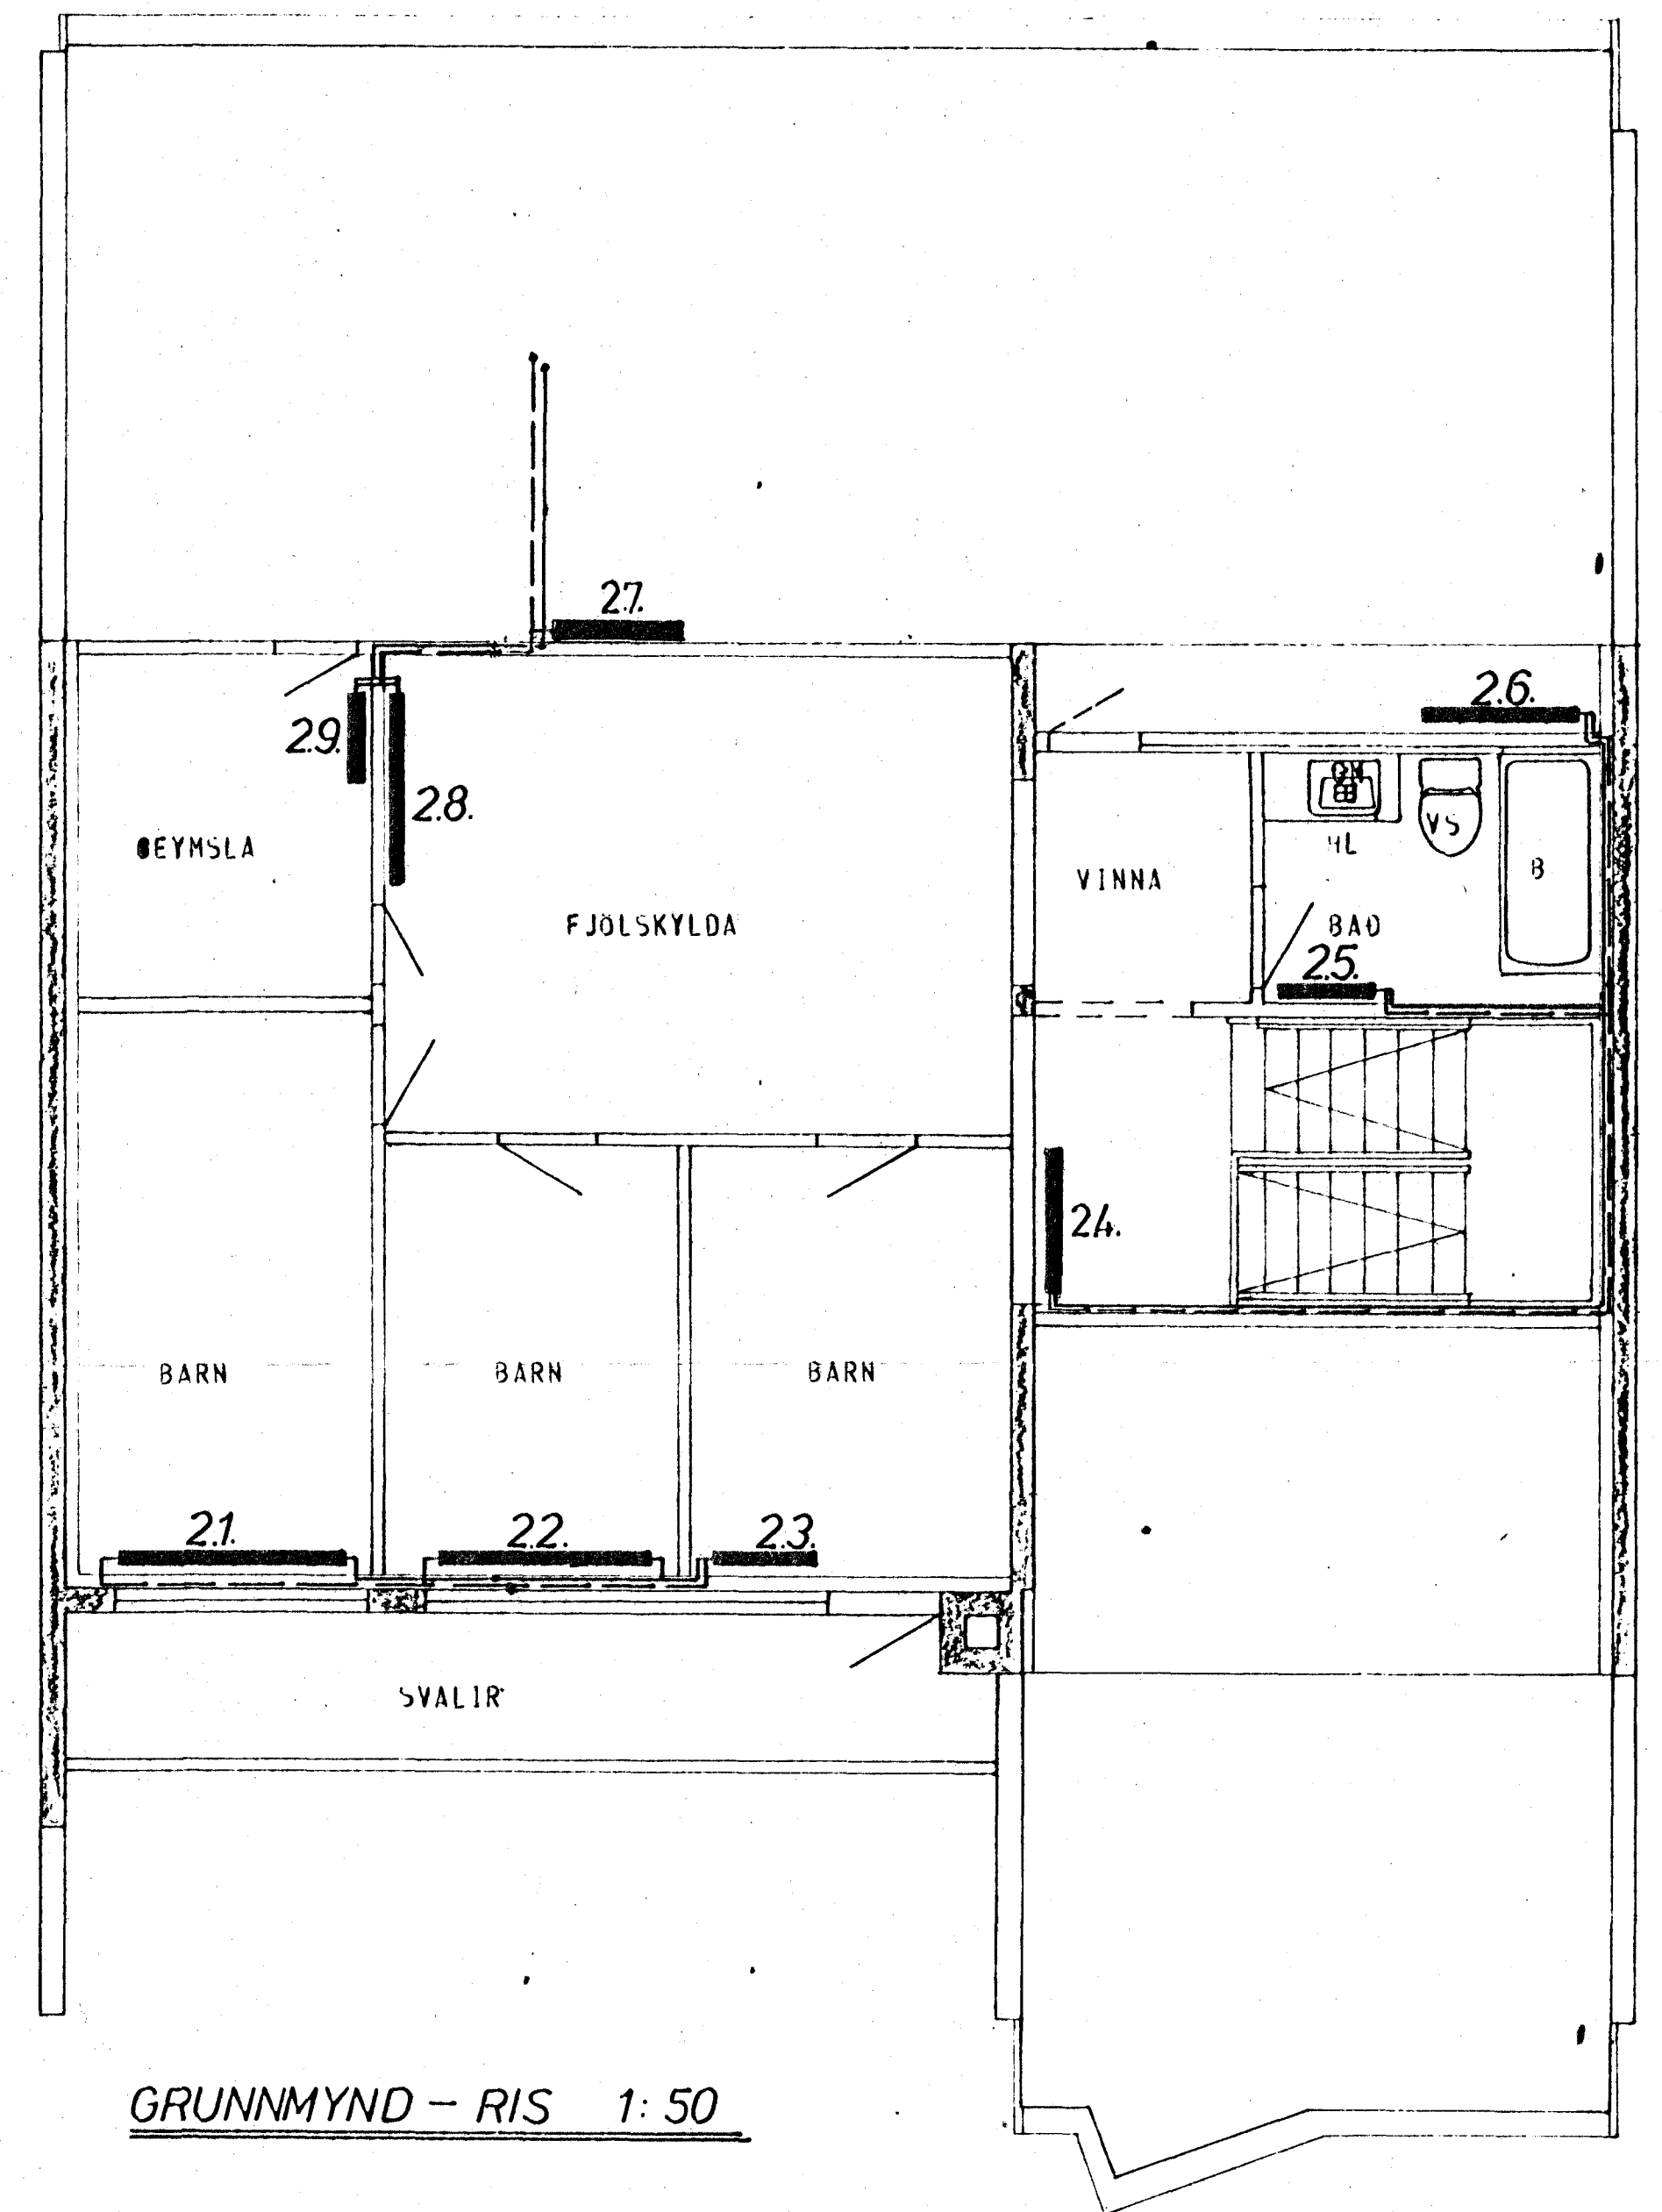 2.7.
2.6.
2.9.
2.8.
GEYMSLA
VS
HL
B
VINNA
FJÖLSKYLDA
BAÐ
2.5.
2.4.
BARN
BARN
BARN
2.1.
2.2.
2.3.
SVALIR
GRUNNMYND – RIS 1:50